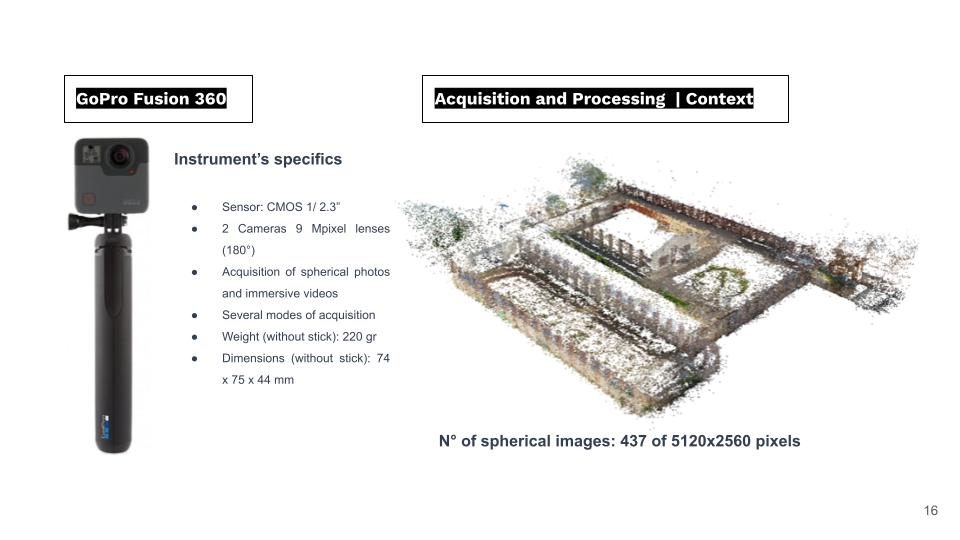 GoPro Fusion 360
Acquisition and Processing | Context
Instrument's specifics
● Sensor: CMOS 1/ 2.3”
● 2 Cameras 9 Mpixel lenses
(180°)
● Acquisition of spherical photos
and immersive videos
● Several modes of acquisition
● Weight (without stick): 220 gr
● Dimensions (without stick): 74
x 75 x 44 mm
N° of spherical images: 437 of 5120x2560 pixels
16